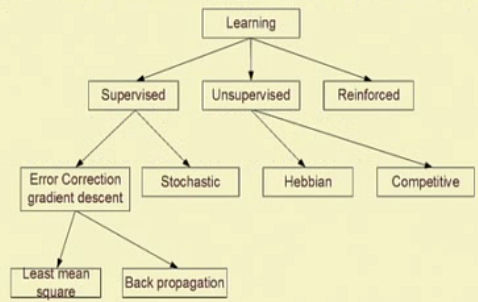 Learning
Supervised
Unsupervised
Reinforced
Error Correction
gradient descent
Stochastic
Hebbian
Competitive
Least mean
square
Back propagation